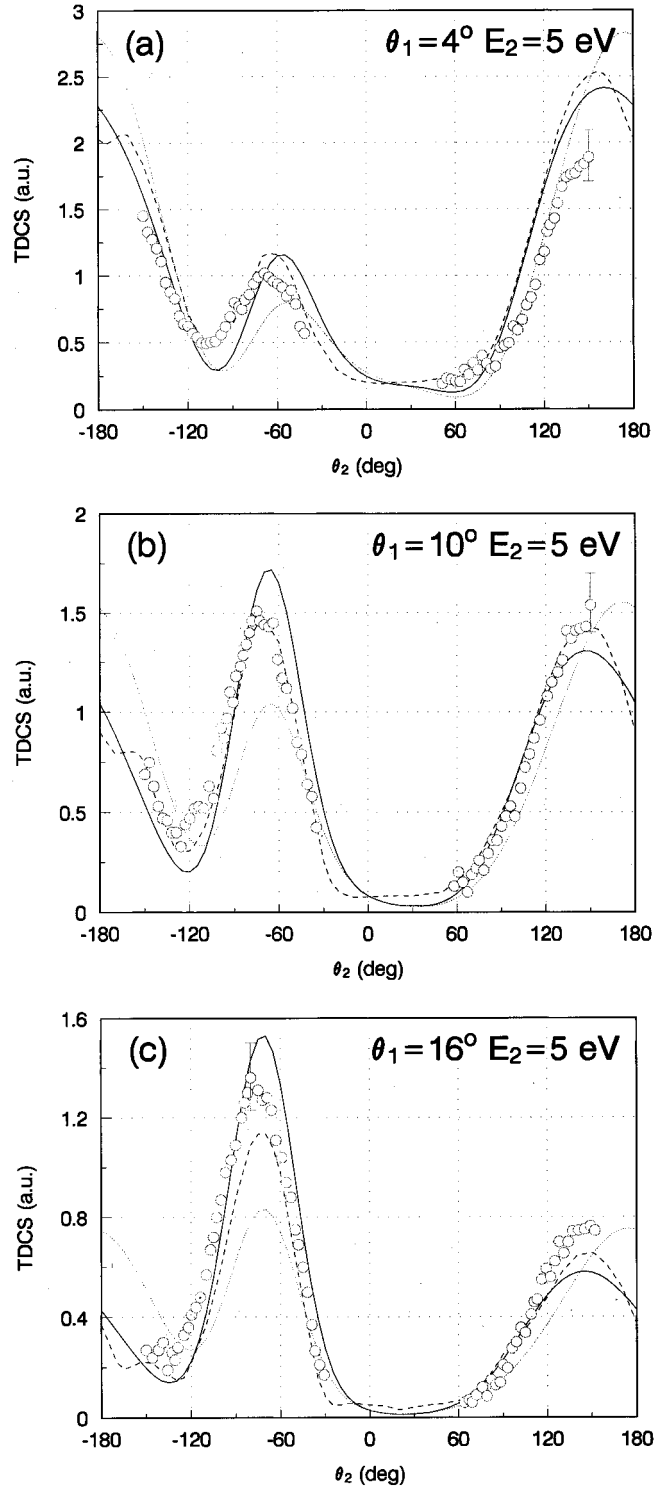 (a) θ₁=4° E₂=5 eV
3
2.5
2
1.5
1
0.5
0
TDCS (a.u.)
-180 -120 -60 0 60 120 180
θ₂ (deg)
(b) θ₁=10° E₂=5 eV
2
1.5
1
0.5
0
TDCS (a.u.)
-180 -120 -60 0 60 120 180
θ₂ (deg)
(c) θ₁=16° E₂=5 eV
1.6
1.2
0.8
0.4
0
TDCS (a.u.)
-180 -120 -60 0 60 120 180
θ₂ (deg)